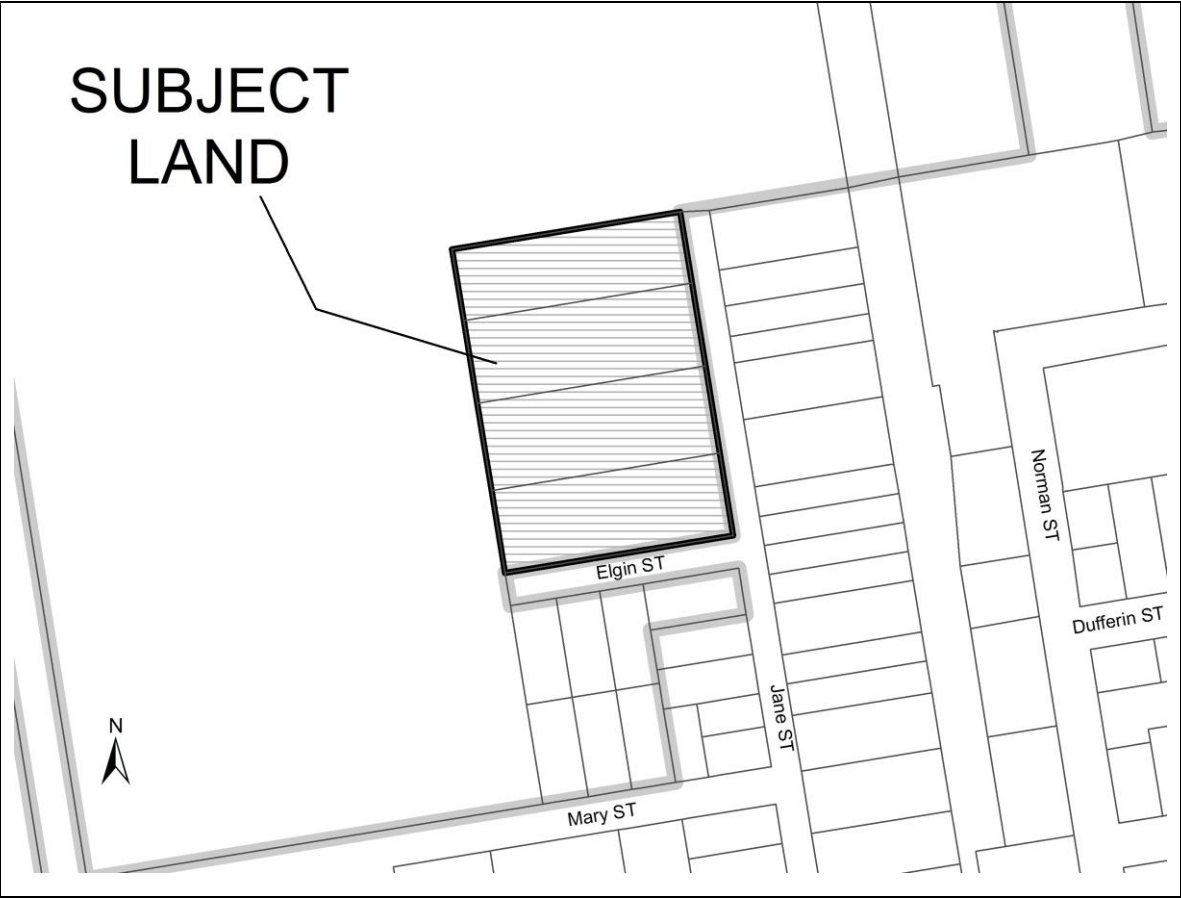 SUBJECT
LAND
Norman ST
Elgin ST
Dufferin ST
Jane ST
N
Mary ST